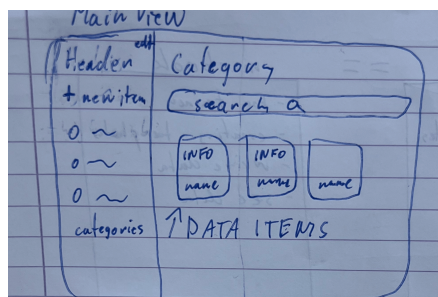 Main View
Header edit
+ new item
categories
Category
search
INFO
name
INFO
name
name
↑ DATA ITEMS